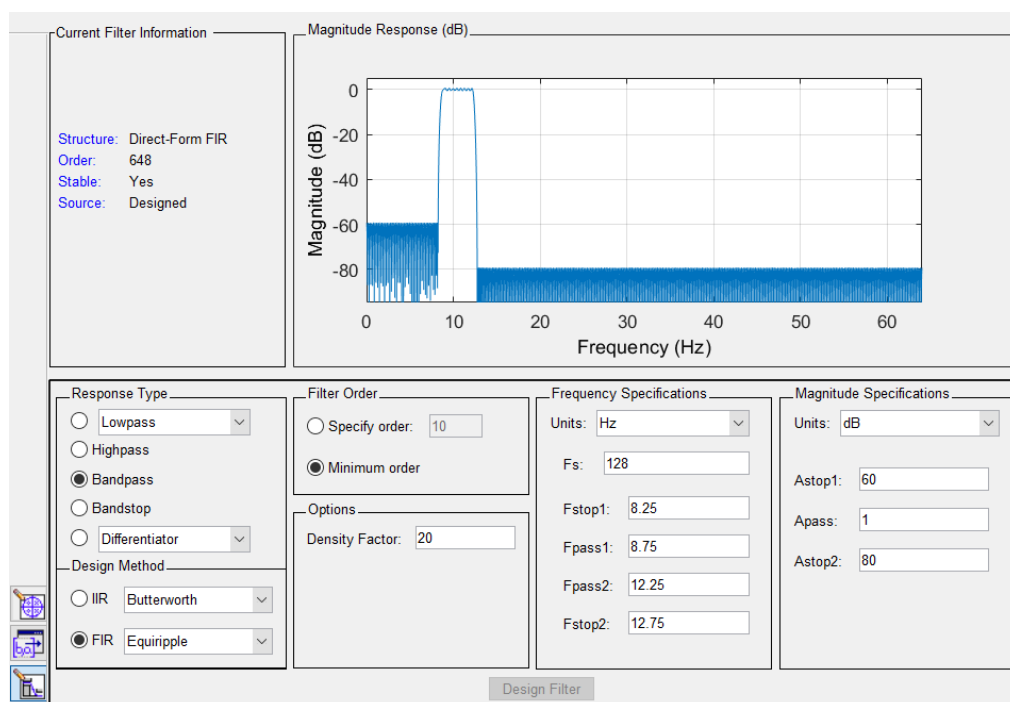 Current Filter Information
Structure: Direct-Form FIR
Order: 648
Stable: Yes
Source: Designed
Magnitude Response (dB)
Magnitude (dB)
0
-20
-40
-60
-80
0 10 20 30 40 50 60
Frequency (Hz)
Response Type
Lowpass
Highpass
Bandpass
Bandstop
Differentiator
Design Method
IIR Butterworth
FIR Equiripple
Filter Order
Specify order: 10
Minimum order
Options
Density Factor: 20
Frequency Specifications
Units: Hz
Fs: 128
Fstop1: 8.25
Fpass1: 8.75
Fpass2: 12.25
Fstop2: 12.75
Magnitude Specifications
Units: dB
Astop1: 60
Apass: 1
Astop2: 80
[b,a]
Design Filter